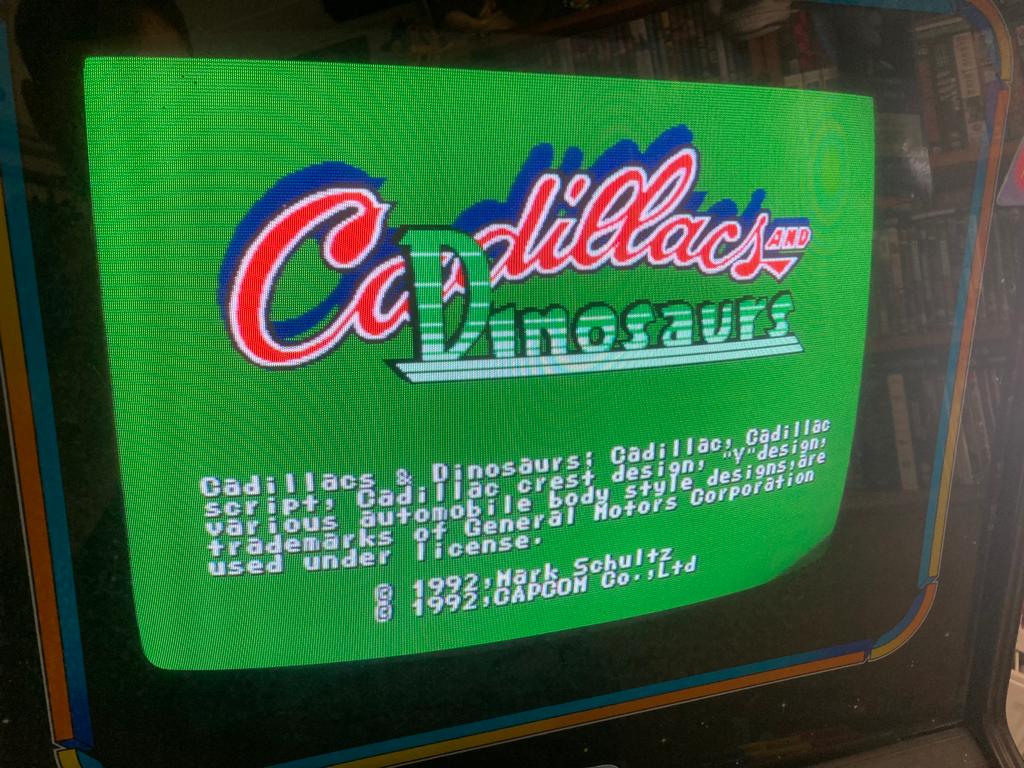 Cadillacs AND
Dinosaurs
Cadillacs & Dinosaurs; Cadillac, Cadillac
script, Cadillac crest design, "V"design,
various automobile body style designs,are
trademarks of General Motors Corporation
used under license.
© 1992,Mark Schultz
© 1992,CAPCOM Co.,Ltd